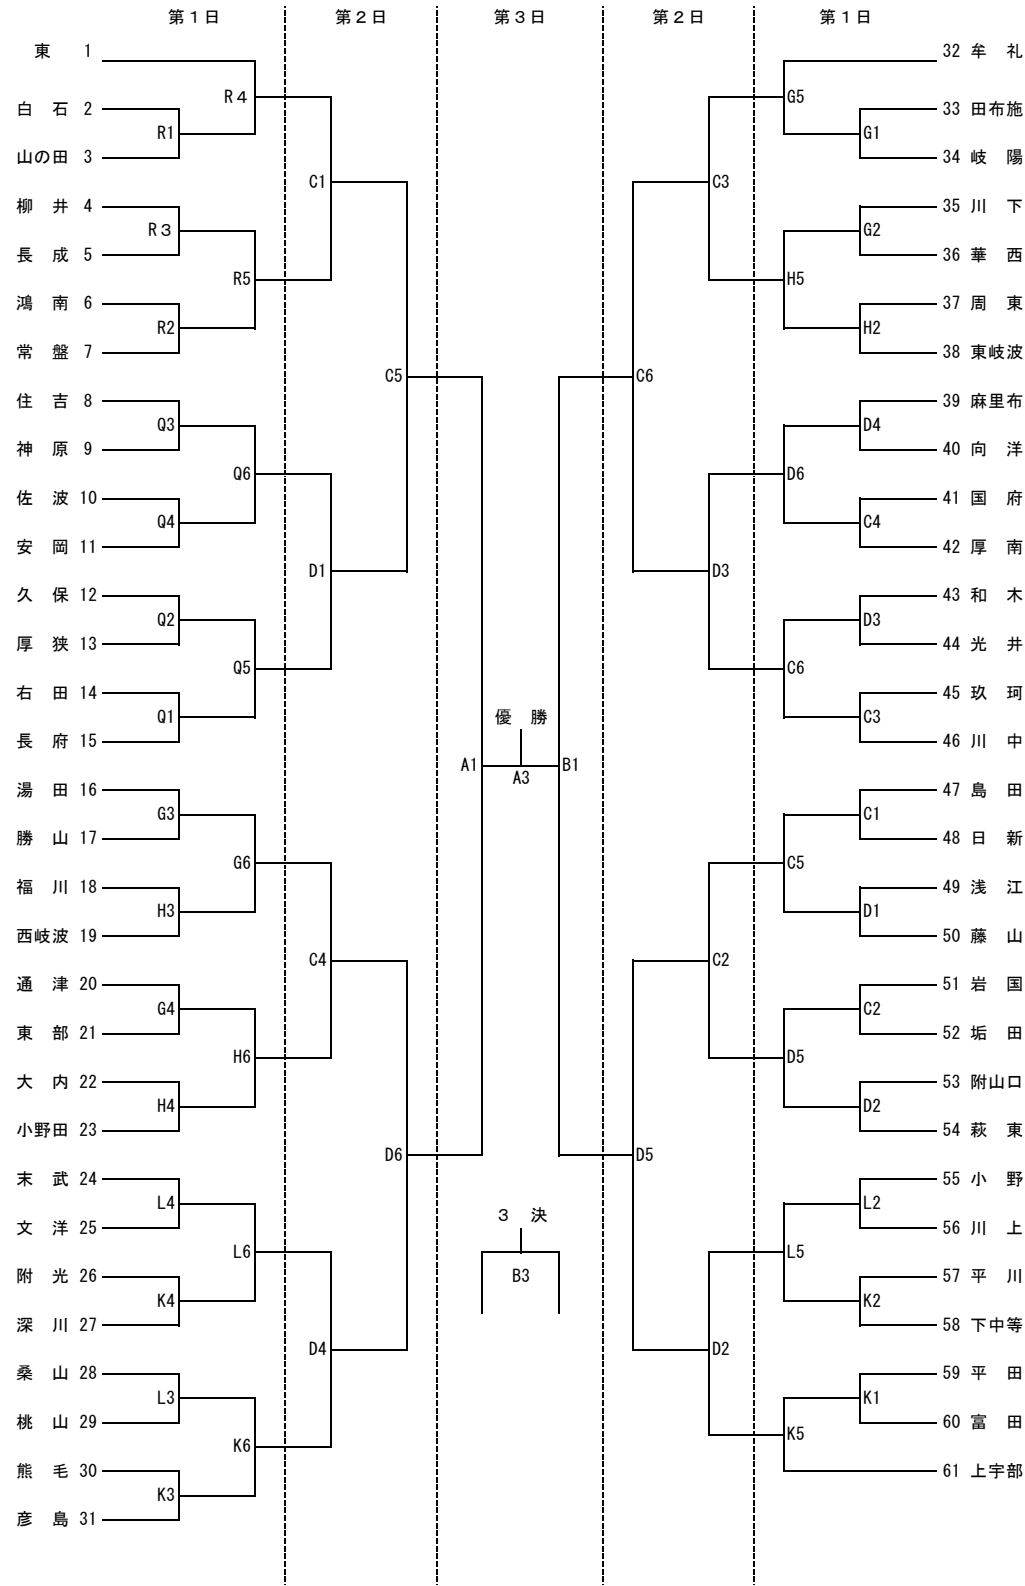 第１日 第２日 第３日 第２日 第１日
東 1
白 石 2
山の田 3
柳 井 4
長 成 5
鴻 南 6
常 盤 7
住 吉 8
神 原 9
佐 波 10
安 岡 11
久 保 12
厚 狭 13
右 田 14
長 府 15
湯 田 16
勝 山 17
福 川 18
西岐波 19
通 津 20
東 部 21
大 内 22
小野田 23
末 武 24
文 洋 25
附 光 26
深 川 27
桑 山 28
桃 山 29
熊 毛 30
彦 島 31
R1
R３
R2
Q3
Q4
Q2
Q1
G3
H3
G4
H4
L4
K4
L3
K3
R４
R5
Q6
Q5
G6
H6
L6
K6
C1
D1
C4
D4
C5
D6
A1
優 勝
A3
B1
３ 決
B3
C6
D5
C3
D3
C2
D2
G5
H5
D6
C6
C5
D5
L5
K5
G1
G2
H2
D4
C4
D3
C3
C1
D1
C2
D2
L2
K2
K1
32 牟 礼
33 田布施
34 岐 陽
35 川 下
36 華 西
37 周 東
38 東岐波
39 麻里布
40 向 洋
41 国 府
42 厚 南
43 和 木
44 光 井
45 玖 珂
46 川 中
47 島 田
48 日 新
49 浅 江
50 藤 山
51 岩 国
52 垢 田
53 附山口
54 萩 東
55 小 野
56 川 上
57 平 川
58 下中等
59 平 田
60 富 田
61 上宇部